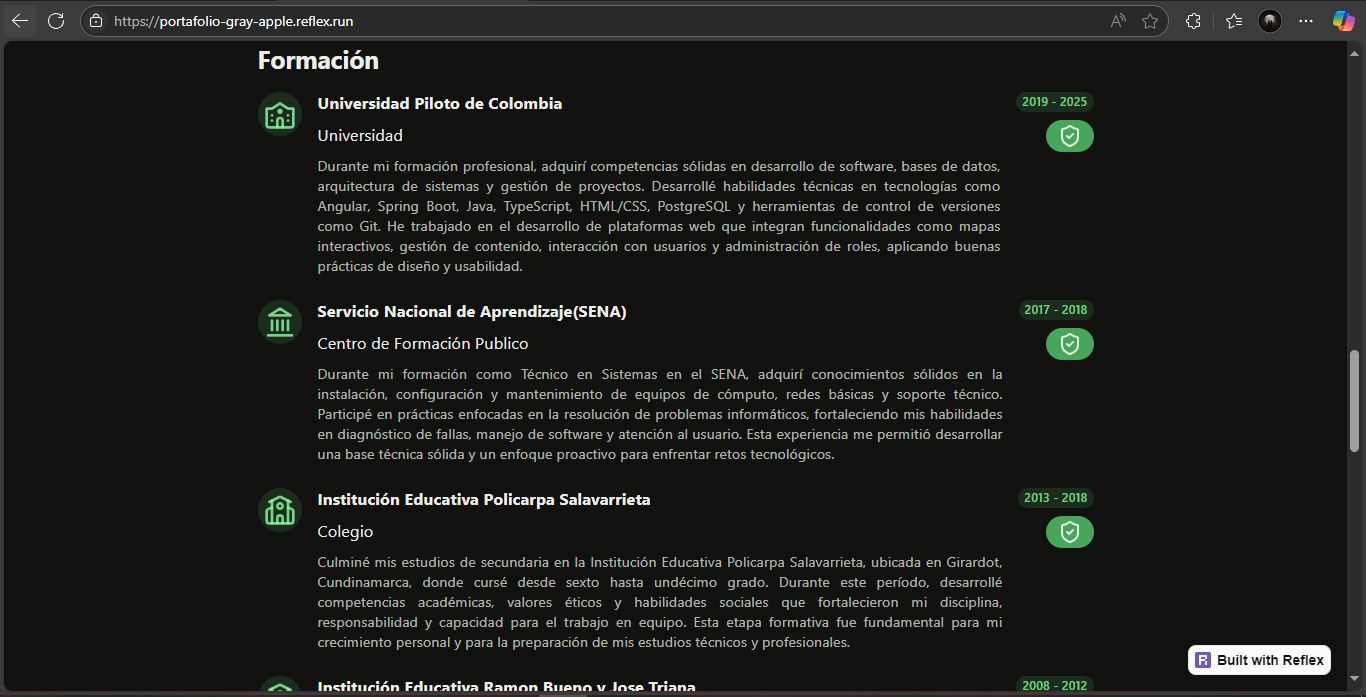 https://portafolio-gray-apple.reflex.run
Formación
Universidad Piloto de Colombia
2019 - 2025
Universidad
Durante mi formación profesional, adquirí competencias sólidas en desarrollo de software, bases de datos,
arquitectura de sistemas y gestión de proyectos. Desarrollé habilidades técnicas en tecnologías como
Angular, Spring Boot, Java, TypeScript, HTML/CSS, PostgreSQL y herramientas de control de versiones
como Git. He trabajado en el desarrollo de plataformas web que integran funcionalidades como mapas
interactivos, gestión de contenido, interacción con usuarios y administración de roles, aplicando buenas
prácticas de diseño y usabilidad.
Servicio Nacional de Aprendizaje(SENA)
2017 - 2018
Centro de Formación Publico
Durante mi formación como Técnico en Sistemas en el SENA, adquirí conocimientos sólidos en la
instalación, configuración y mantenimiento de equipos de cómputo, redes básicas y soporte técnico.
Participé en prácticas enfocadas en la resolución de problemas informáticos, fortaleciendo mis habilidades
en diagnóstico de fallas, manejo de software y atención al usuario. Esta experiencia me permitió desarrollar
una base técnica sólida y un enfoque proactivo para enfrentar retos tecnológicos.
Institución Educativa Policarpa Salavarrieta
2013 - 2018
Colegio
Culminé mis estudios de secundaria en la Institución Educativa Policarpa Salavarrieta, ubicada en Girardot,
Cundinamarca, donde cursé desde sexto hasta undécimo grado. Durante este período, desarrollé
competencias académicas, valores éticos y habilidades sociales que fortalecieron mi disciplina,
responsabilidad y capacidad para el trabajo en equipo. Esta etapa formativa fue fundamental para mi
crecimiento personal y para la preparación de mis estudios técnicos y profesionales.
Built with Reflex
Institución Educativa Ramon Bueno y Jose Triana
2008 - 2012